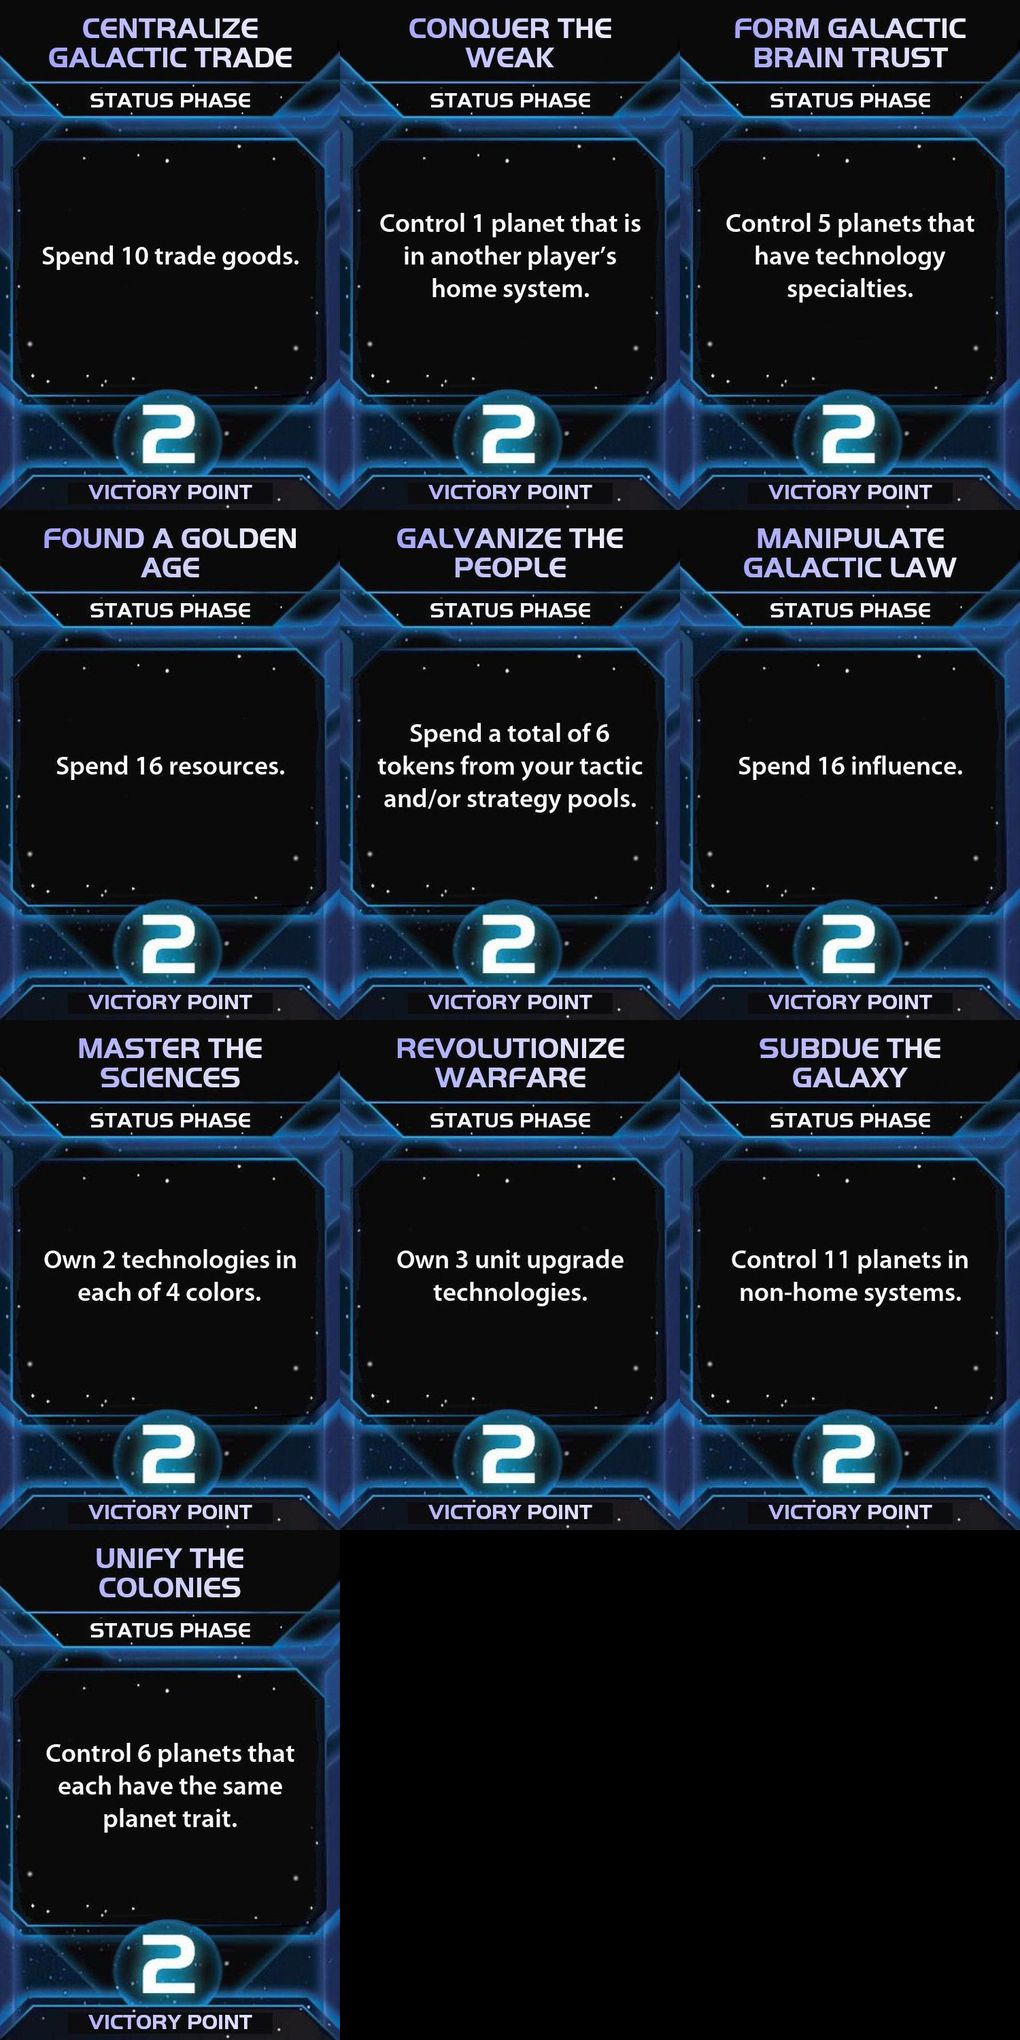 CENTRALIZE
GALACTIC TRADE
STATUS PHASE
Spend 10 trade goods.
2
VICTORY POINT
CONQUER THE
WEAK
STATUS PHASE
Control 1 planet that is
in another player's
home system.
2
VICTORY POINT
FORM GALACTIC
BRAIN TRUST
STATUS PHASE
Control 5 planets that
have technology
specialties.
2
VICTORY POINT
FOUND A GOLDEN
AGE
STATUS PHASE
Spend 16 resources.
2
VICTORY POINT
GALVANIZE THE
PEOPLE
STATUS PHASE
Spend a total of 6
tokens from your tactic
and/or strategy pools.
2
VICTORY POINT
MANIPULATE
GALACTIC LAW
STATUS PHASE
Spend 16 influence.
2
VICTORY POINT
MASTER THE
SCIENCES
STATUS PHASE
Own 2 technologies in
each of 4 colors.
2
VICTORY POINT
REVOLUTIONIZE
WARFARE
STATUS PHASE
Own 3 unit upgrade
technologies.
2
VICTORY POINT
SUBDUE THE
GALAXY
STATUS PHASE
Control 11 planets in
non-home systems.
2
VICTORY POINT
UNIFY THE
COLONIES
STATUS PHASE
Control 6 planets that
each have the same
planet trait.
2
VICTORY POINT